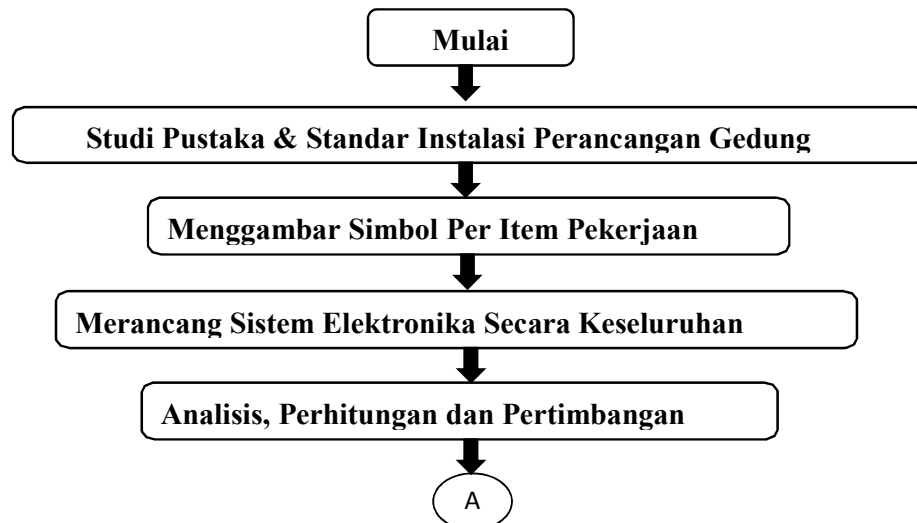 Mulai
Studi Pustaka & Standar Instalasi Perancangan Gedung
Menggambar Simbol Per Item Pekerjaan
Merancang Sistem Elektronika Secara Keseluruhan
Analisis, Perhitungan dan Pertimbangan
A